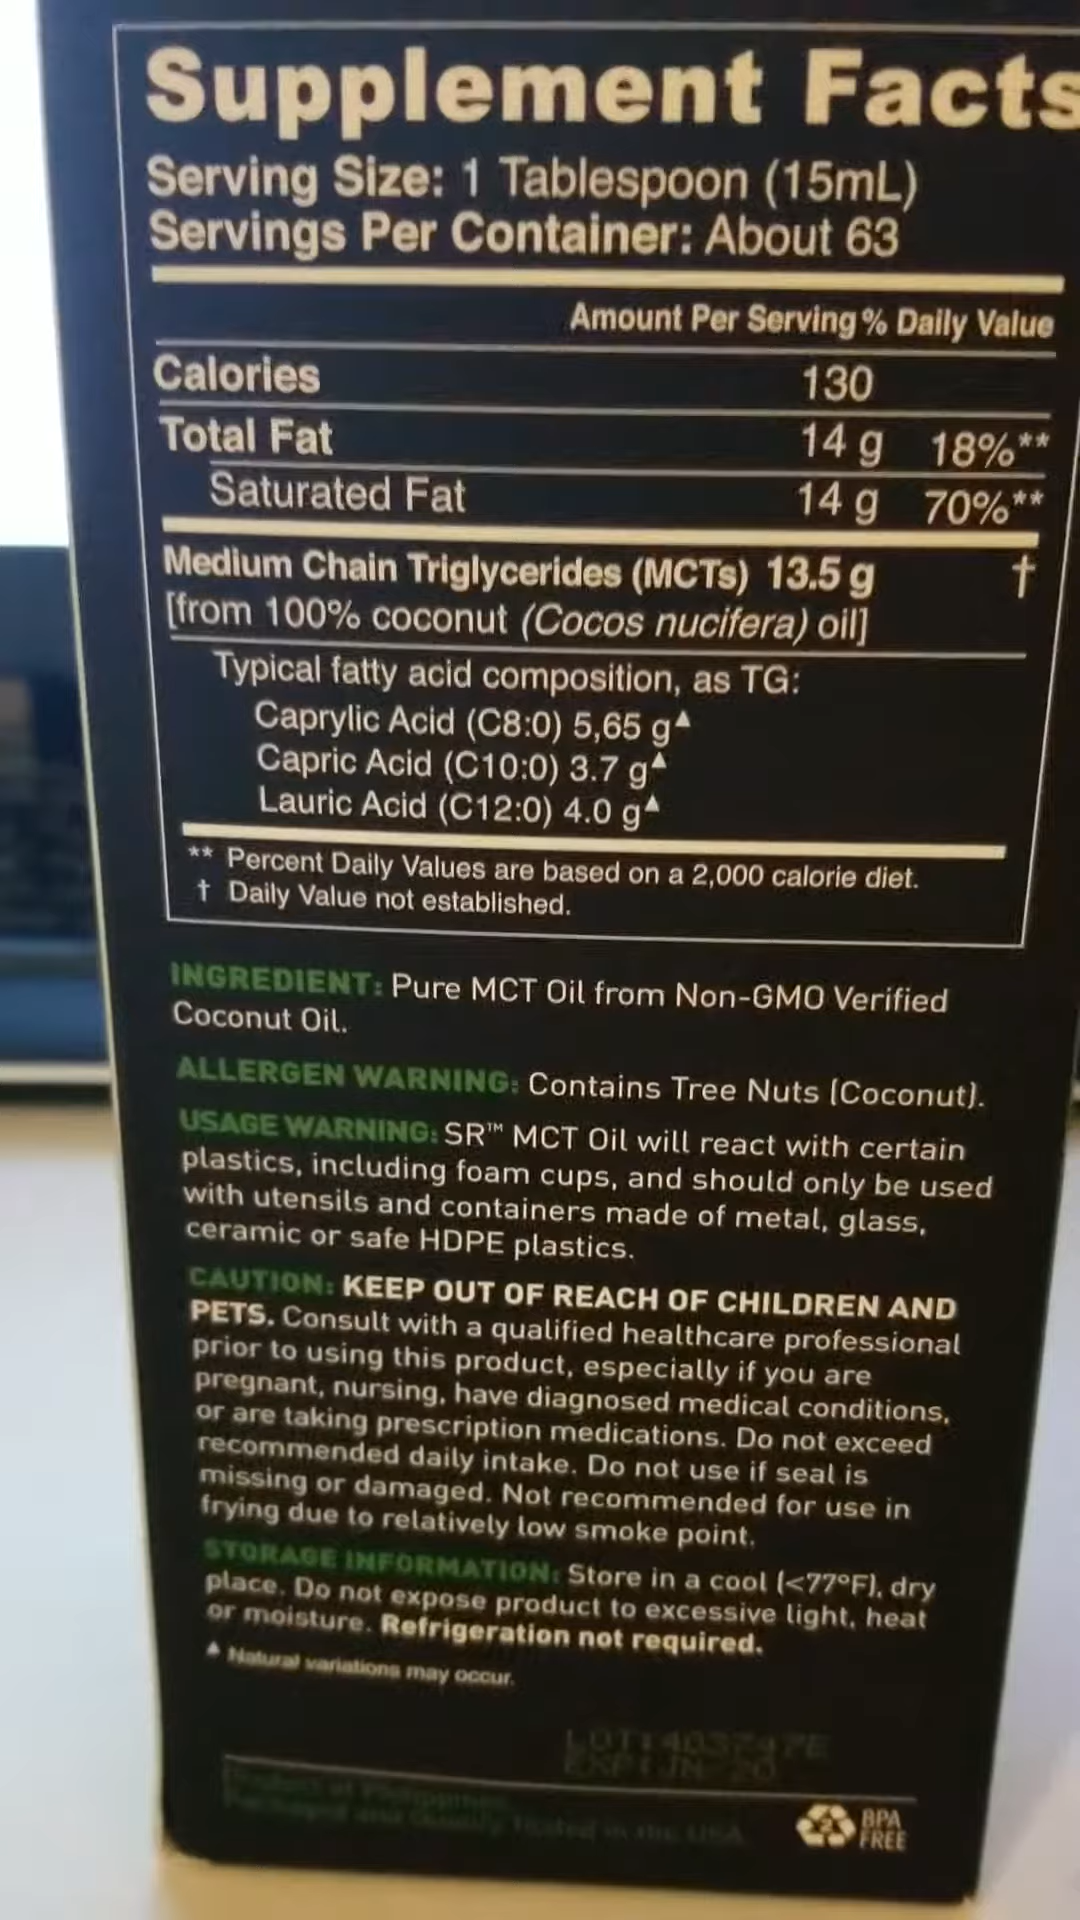 Supplement Facts
Serving Size: 1 Tablespoon (15mL)
Servings Per Container: About 63
Amount Per Serving % Daily Value
Calories 130
Total Fat 14 g 18%**
Saturated Fat 14 g 70%**
Medium Chain Triglycerides (MCTs) 13.5 g †
[from 100% coconut (Cocos nucifera) oil]
Typical fatty acid composition, as TG:
Caprylic Acid (C8:0) 5,65 g▲
Capric Acid (C10:0) 3.7 g▲
Lauric Acid (C12:0) 4.0 g▲
** Percent Daily Values are based on a 2,000 calorie diet.
† Daily Value not established.
INGREDIENT: Pure MCT Oil from Non-GMO Verified
Coconut Oil.
ALLERGEN WARNING: Contains Tree Nuts (Coconut).
USAGE WARNING: SR™ MCT Oil will react with certain
plastics, including foam cups, and should only be used
with utensils and containers made of metal, glass,
ceramic or safe HDPE plastics.
CAUTION: KEEP OUT OF REACH OF CHILDREN AND
PETS. Consult with a qualified healthcare professional
prior to using this product, especially if you are
pregnant, nursing, have diagnosed medical conditions,
or are taking prescription medications. Do not exceed
recommended daily intake. Do not use if seal is
missing or damaged. Not recommended for use in
frying due to relatively low smoke point.
STORAGE INFORMATION: Store in a cool (<77°F), dry
place. Do not expose product to excessive light, heat
or moisture. Refrigeration not required.
▲ Natural variations may occur.
Product of Philippines
Packaged and Quality Tested in the USA
2 BPA
FREE